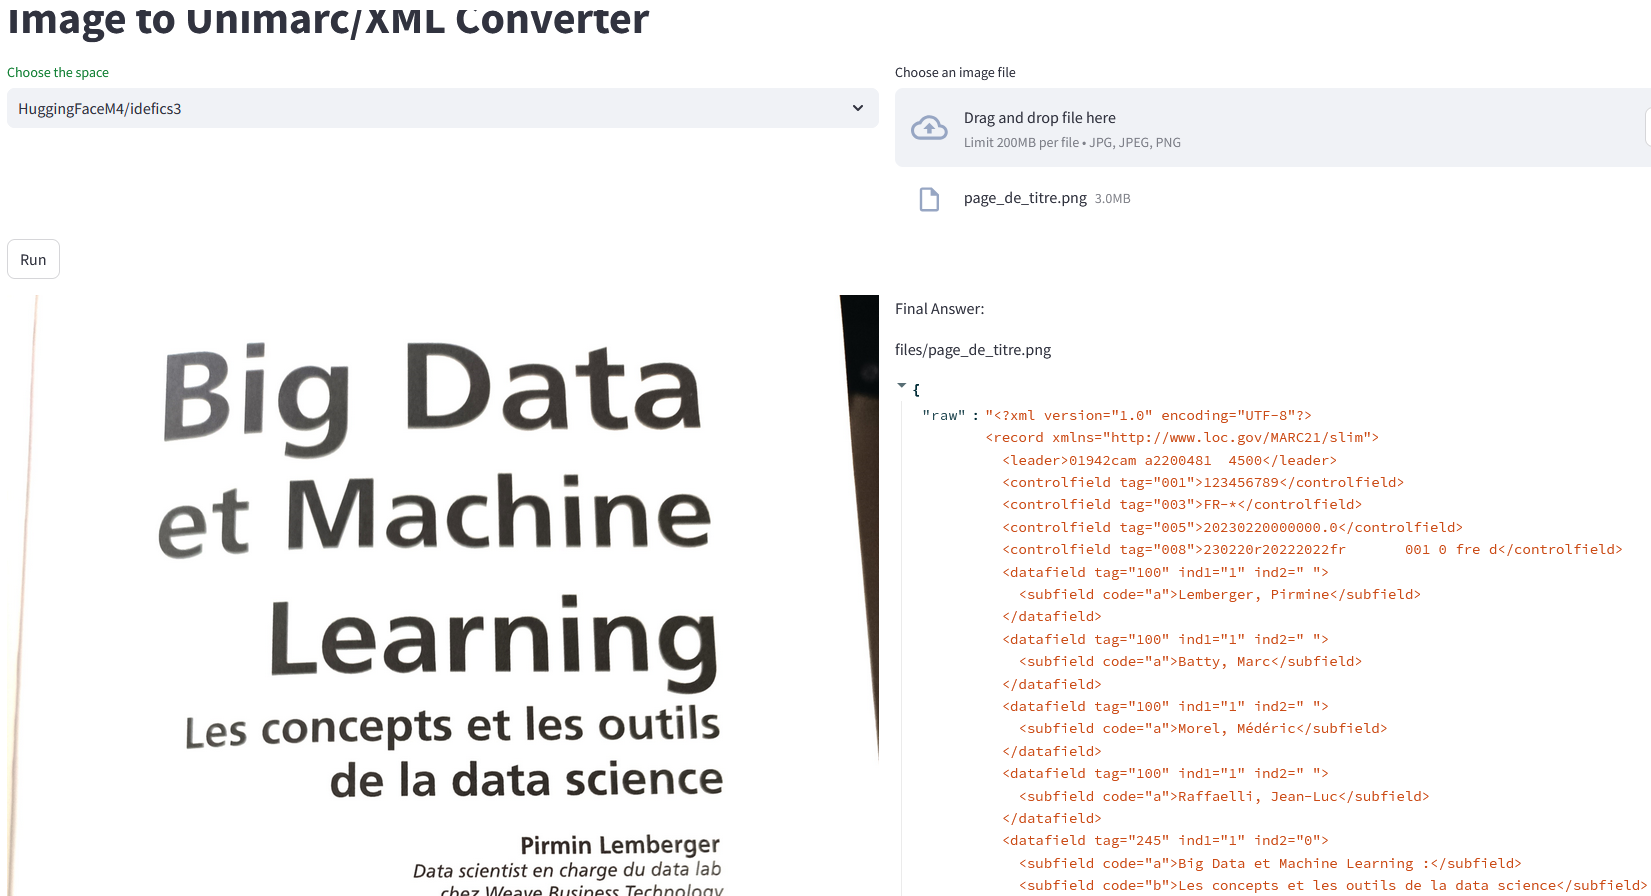 Image to Unimarc/XML Converter
Choose the space
HuggingFaceM4/idefics3
Choose an image file
Drag and drop file here
Limit 200MB per file • JPG, JPEG, PNG
page_de_titre.png 3.0MB
Run
Big Data
et Machine
Learning
Les concepts et les outils
de la data science
Pirmin Lemberger
Data scientist en charge du data lab
chez Weave Business Technology
Final Answer:
files/page_de_titre.png
{
"raw" : "<?xml version="1.0" encoding="UTF-8"?>
<record xmlns="http://www.loc.gov/MARC21/slim">
<leader>01942cam a2200481  4500</leader>
<controlfield tag="001">123456789</controlfield>
<controlfield tag="003">FR-*</controlfield>
<controlfield tag="005">20230220000000.0</controlfield>
<controlfield tag="008">230220r20222022fr       001 0 fre d</controlfield>
<datafield tag="100" ind1="1" ind2=" ">
<subfield code="a">Lemberger, Pirmine</subfield>
</datafield>
<datafield tag="100" ind1="1" ind2=" ">
<subfield code="a">Batty, Marc</subfield>
</datafield>
<datafield tag="100" ind1="1" ind2=" ">
<subfield code="a">Morel, Médéric</subfield>
</datafield>
<datafield tag="100" ind1="1" ind2=" ">
<subfield code="a">Raffaelli, Jean-Luc</subfield>
</datafield>
<datafield tag="245" ind1="1" ind2="0">
<subfield code="a">Big Data et Machine Learning :</subfield>
<subfield code="b">Les concepts et les outils de la data science</subfield>